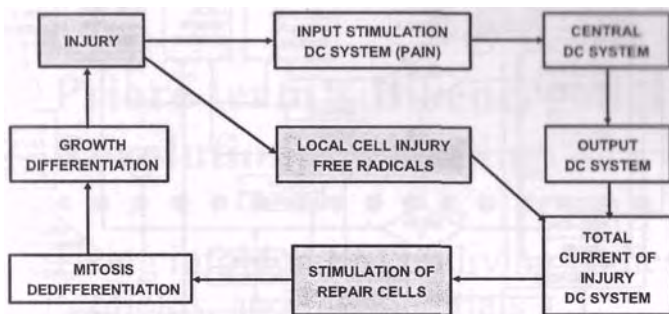 INJURY
INPUT STIMULATION
DC SYSTEM (PAIN)
CENTRAL
DC SYSTEM
GROWTH
DIFFERENTIATION
LOCAL CELL INJURY
FREE RADICALS
OUTPUT
DC SYSTEM
MITOSIS
DEDIFFERENTIATION
STIMULATION OF
REPAIR CELLS
TOTAL
CURRENT OF
INJURY
DC SYSTEM